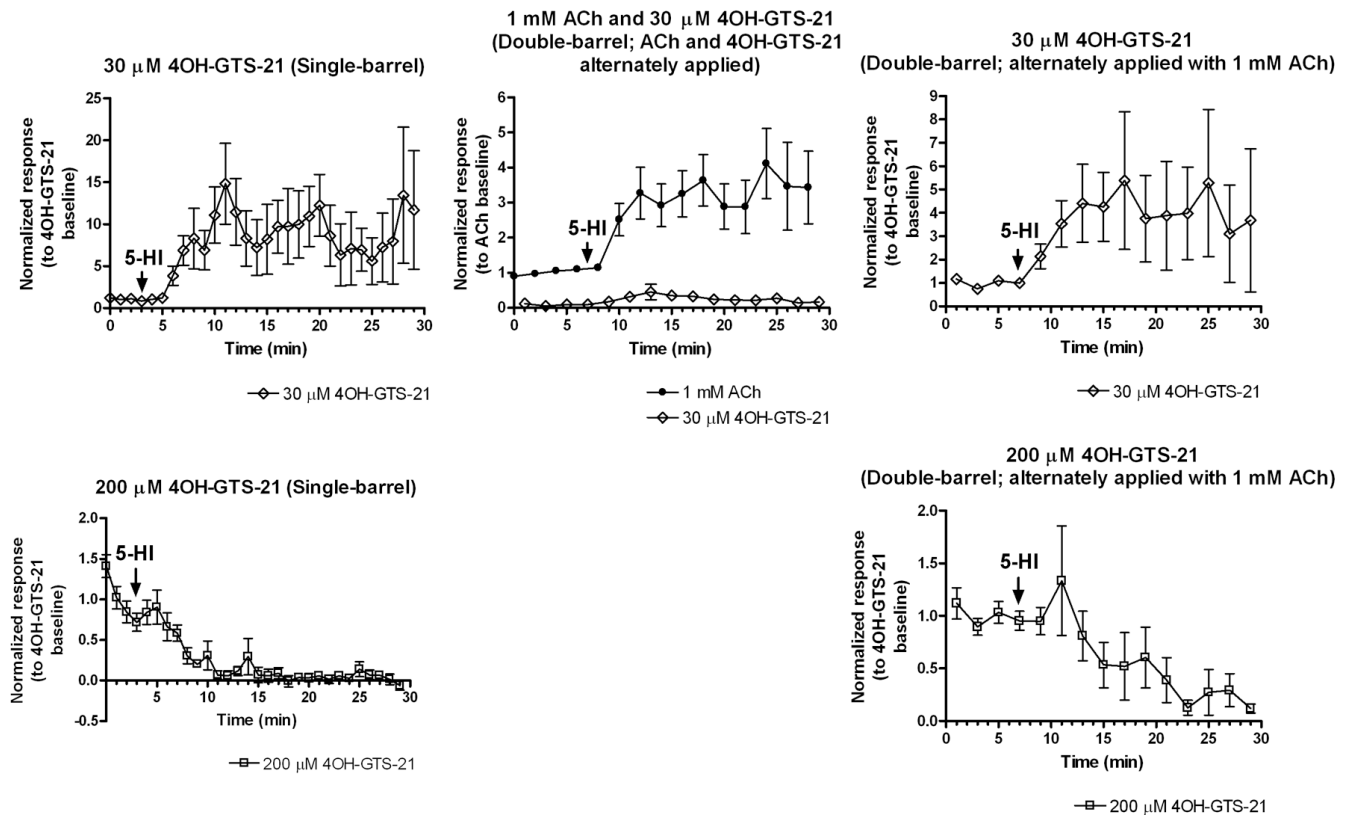 30 μM 4OH-GTS-21 (Single-barrel)
Normalized response
(to 4OH-GTS-21
baseline)
25
20
15
10
5
0
5-HI
0 5 10 15 20 25 30
Time (min)
30 μM 4OH-GTS-21
1 mM ACh and 30 μM 4OH-GTS-21
(Double-barrel; ACh and 4OH-GTS-21
alternately applied)
Normalized response
(to ACh baseline)
6
5
4
3
2
1
0
5-HI
0 5 10 15 20 25 30
Time (min)
1 mM ACh
30 μM 4OH-GTS-21
30 μM 4OH-GTS-21
(Double-barrel; alternately applied with 1 mM ACh)
Normalized response
(to 4OH-GTS-21
baseline)
9
8
7
6
5
4
3
2
1
0
5-HI
0 5 10 15 20 25 30
Time (min)
30 μM 4OH-GTS-21
200 μM 4OH-GTS-21 (Single-barrel)
Normalized response
(to 4OH-GTS-21
baseline)
2.0
1.5
1.0
0.5
0.0
-0.5
5-HI
5 10 15 20 25 30
Time (min)
200 μM 4OH-GTS-21
200 μM 4OH-GTS-21
(Double-barrel; alternately applied with 1 mM ACh)
Normalized response
(to 4OH-GTS-21
baseline)
2.0
1.5
1.0
0.5
0.0
5-HI
0 5 10 15 20 25 30
Time (min)
200 μM 4OH-GTS-21